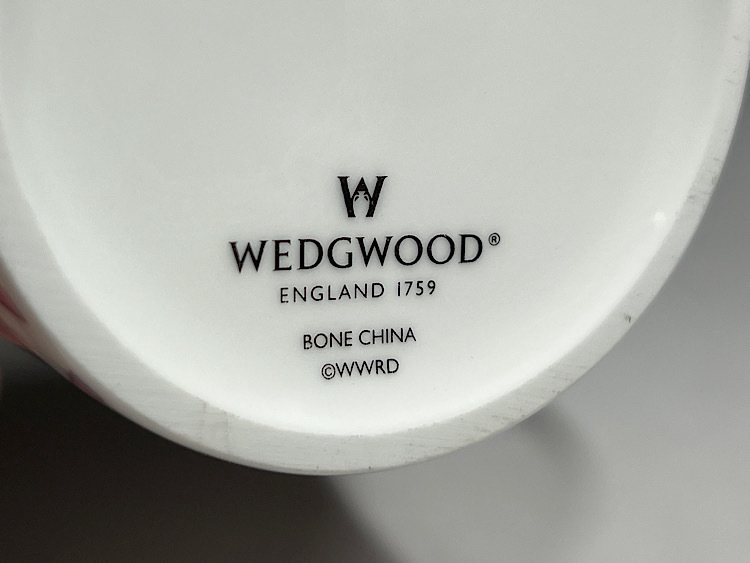 W
WEDGWOOD®
ENGLAND 1759
BONE CHINA
©WWRD